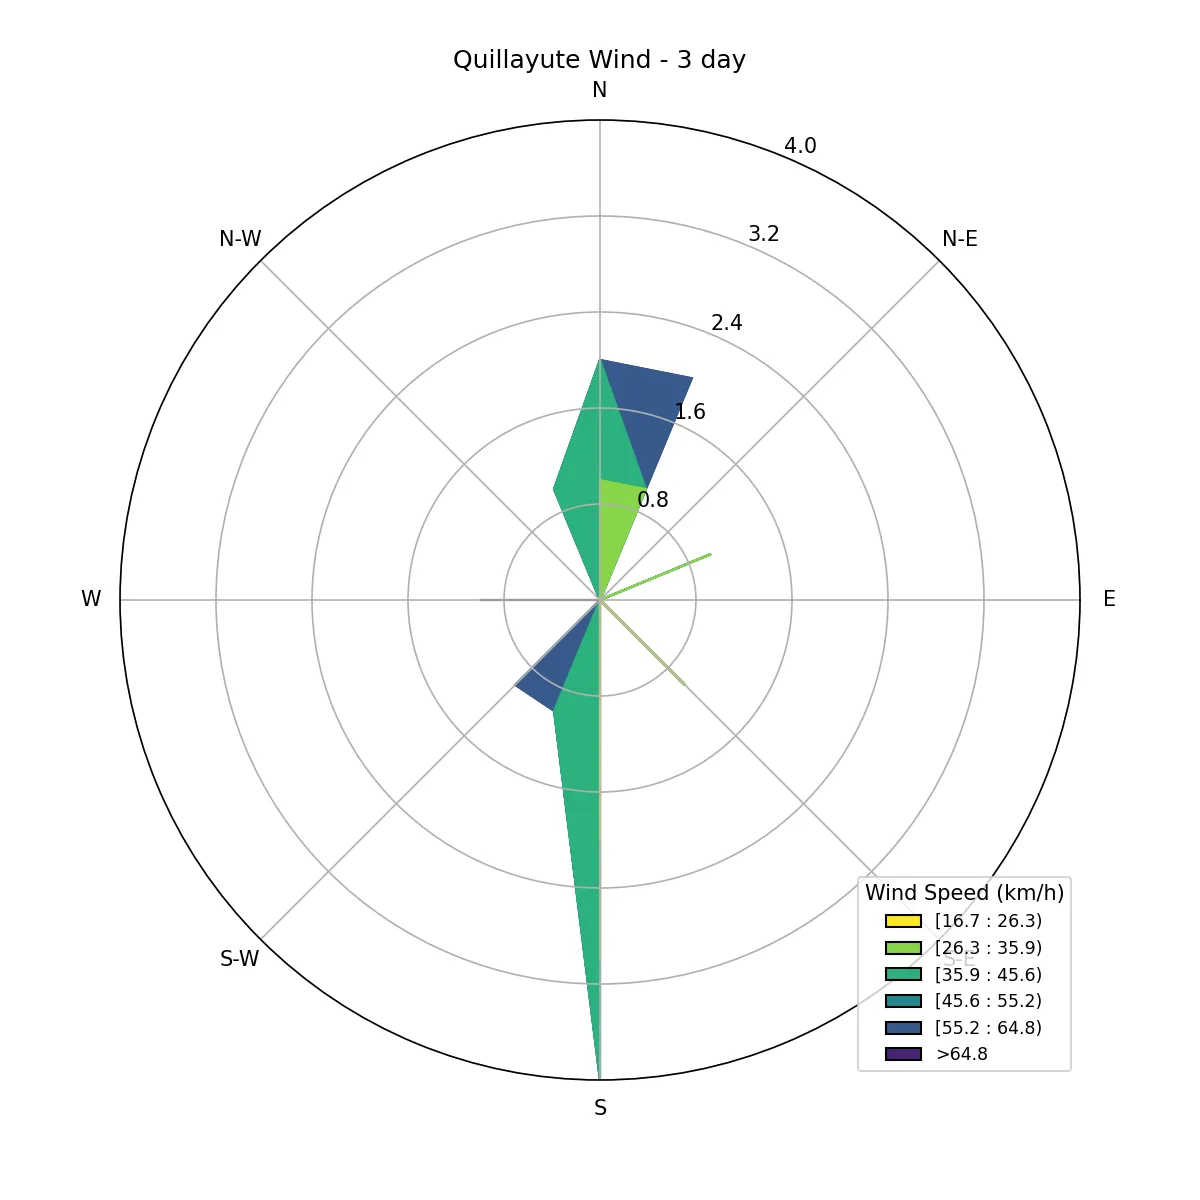 Quillayute Wind - 3 day
N
4.0
N-W
3.2
N-E
2.4
1.6
0.8
W
E
Wind Speed (km/h)
[16.7 : 26.3)
[26.3 : 35.9)
S-W
S-E
[35.9 : 45.6)
[45.6 : 55.2)
[55.2 : 64.8)
>64.8
S